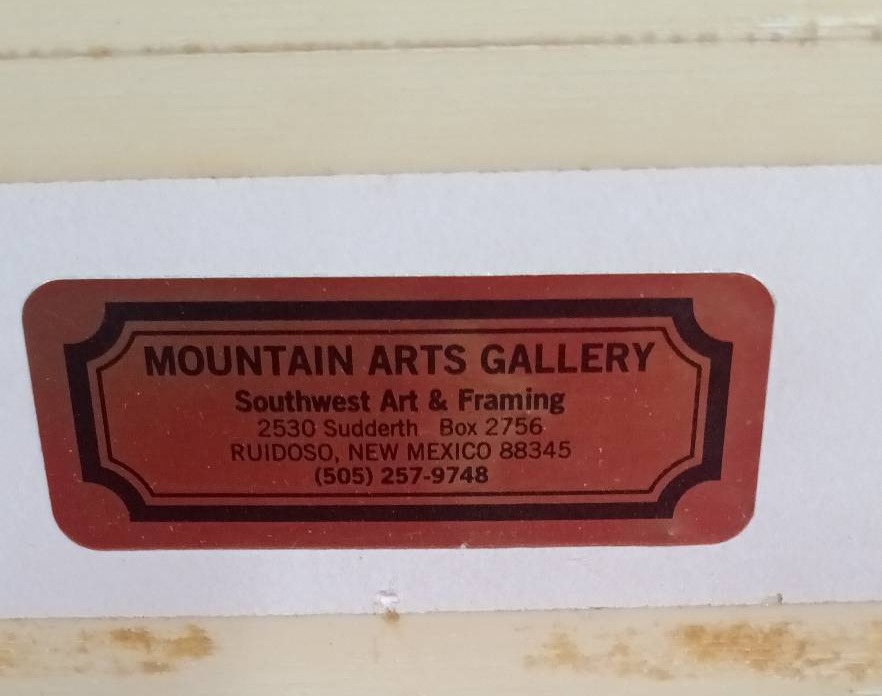 MOUNTAIN ARTS GALLERY
Southwest Art & Framing
2530 Sudderth Box 2756
RUIDOSO, NEW MEXICO 88345
(505) 257-9748